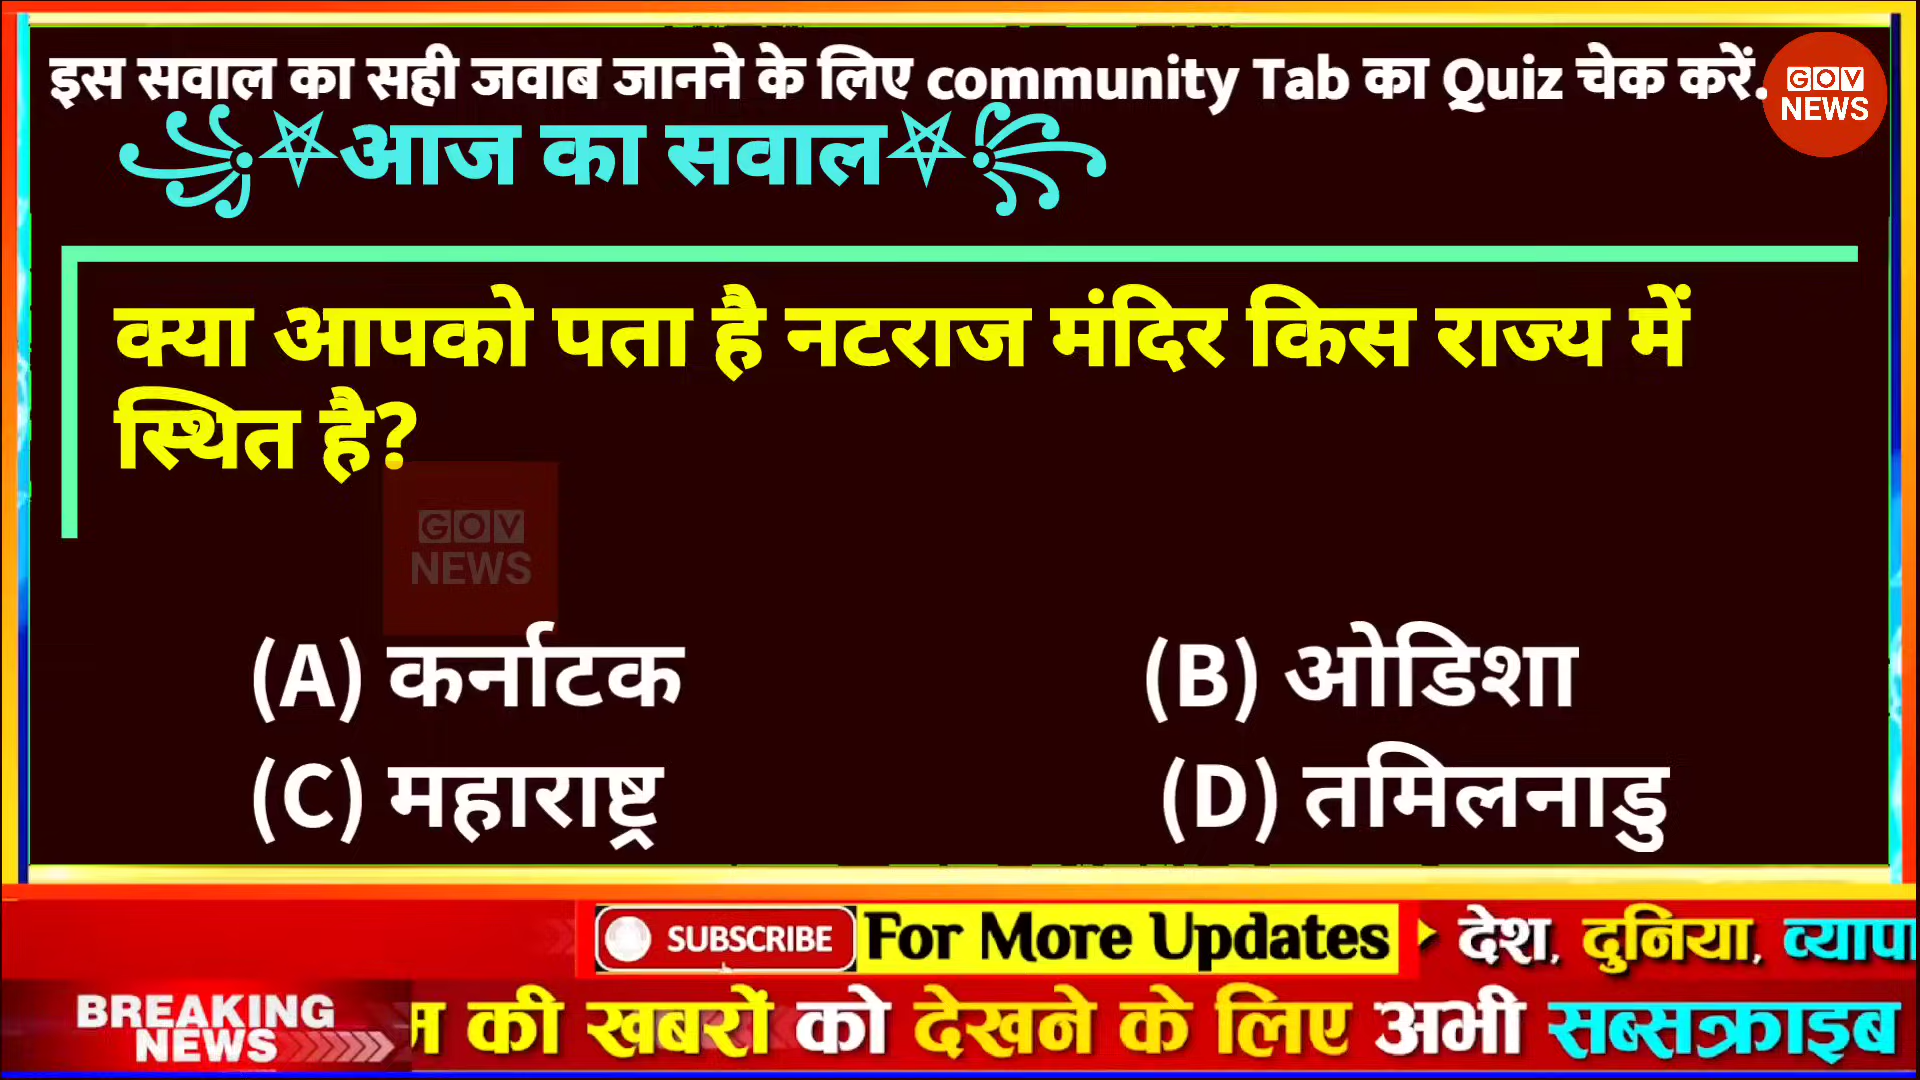 इस सवाल का सही जवाब जानने के लिए community Tab का Quiz चेक करें.
GOV
NEWS
आज का सवाल
क्या आपको पता है नटराज मंदिर किस राज्य में
स्थित है?
GOV
NEWS
(A) कर्नाटक
(B) ओडिशा
(C) महाराष्ट्र
(D) तमिलनाडु
SUBSCRIBE For More Updates देश, दुनिया,
BREAKING
NEWS
की खबरों को देखने के लिए अभी सब्सक्राइब